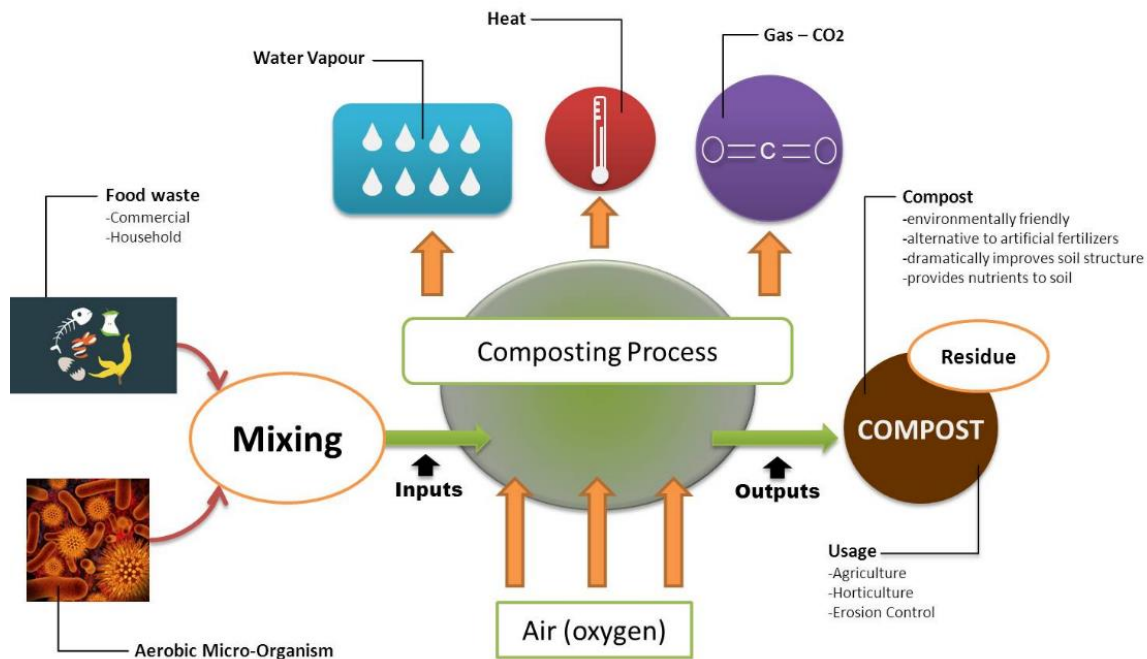 Heat
Gas – CO2
Water Vapour
O=C=O
Food waste
-Commercial
-Household
Compost
-environmentally friendly
-alternative to artificial fertilizers
-dramatically improves soil structure
-provides nutrients to soil
Composting Process
Residue
Mixing
COMPOST
Inputs
Outputs
Usage
-Agriculture
-Horticulture
-Erosion Control
Air (oxygen)
Aerobic Micro-Organism